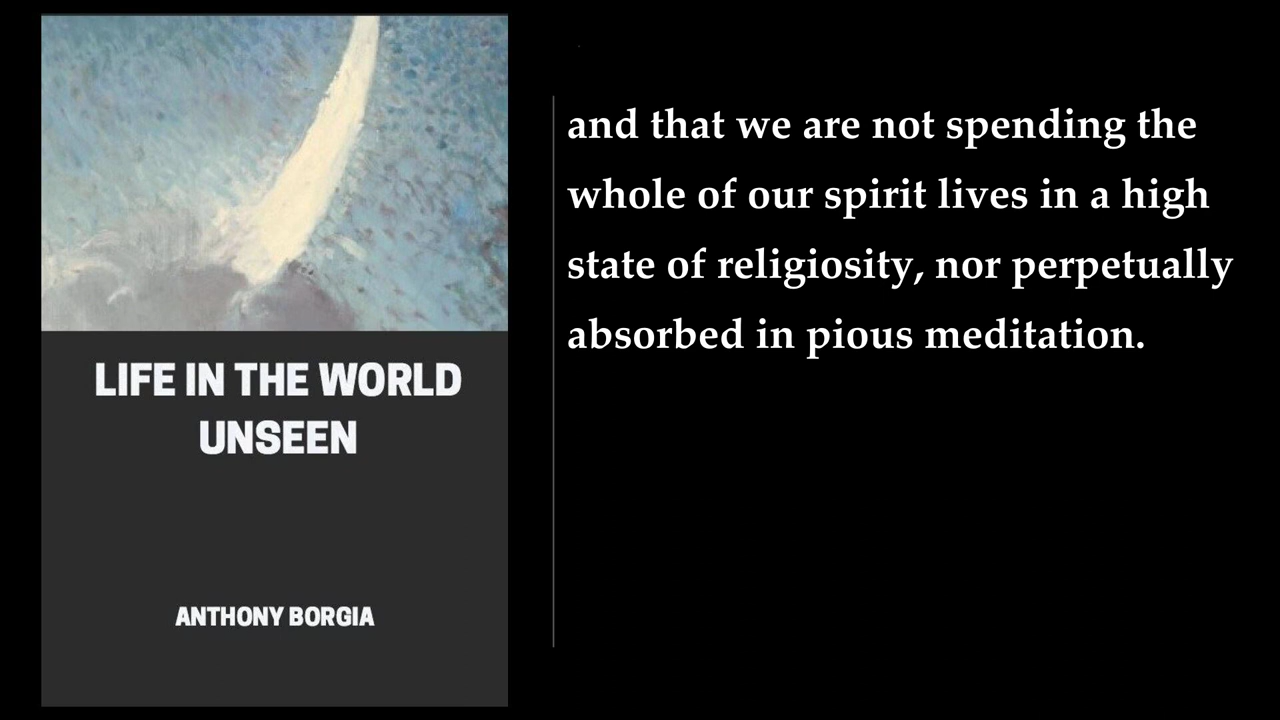 LIFE IN THE WORLD
UNSEEN
ANTHONY BORGIA
and that we are not spending the
whole of our spirit lives in a high
state of religiosity, nor perpetually
absorbed in pious meditation.